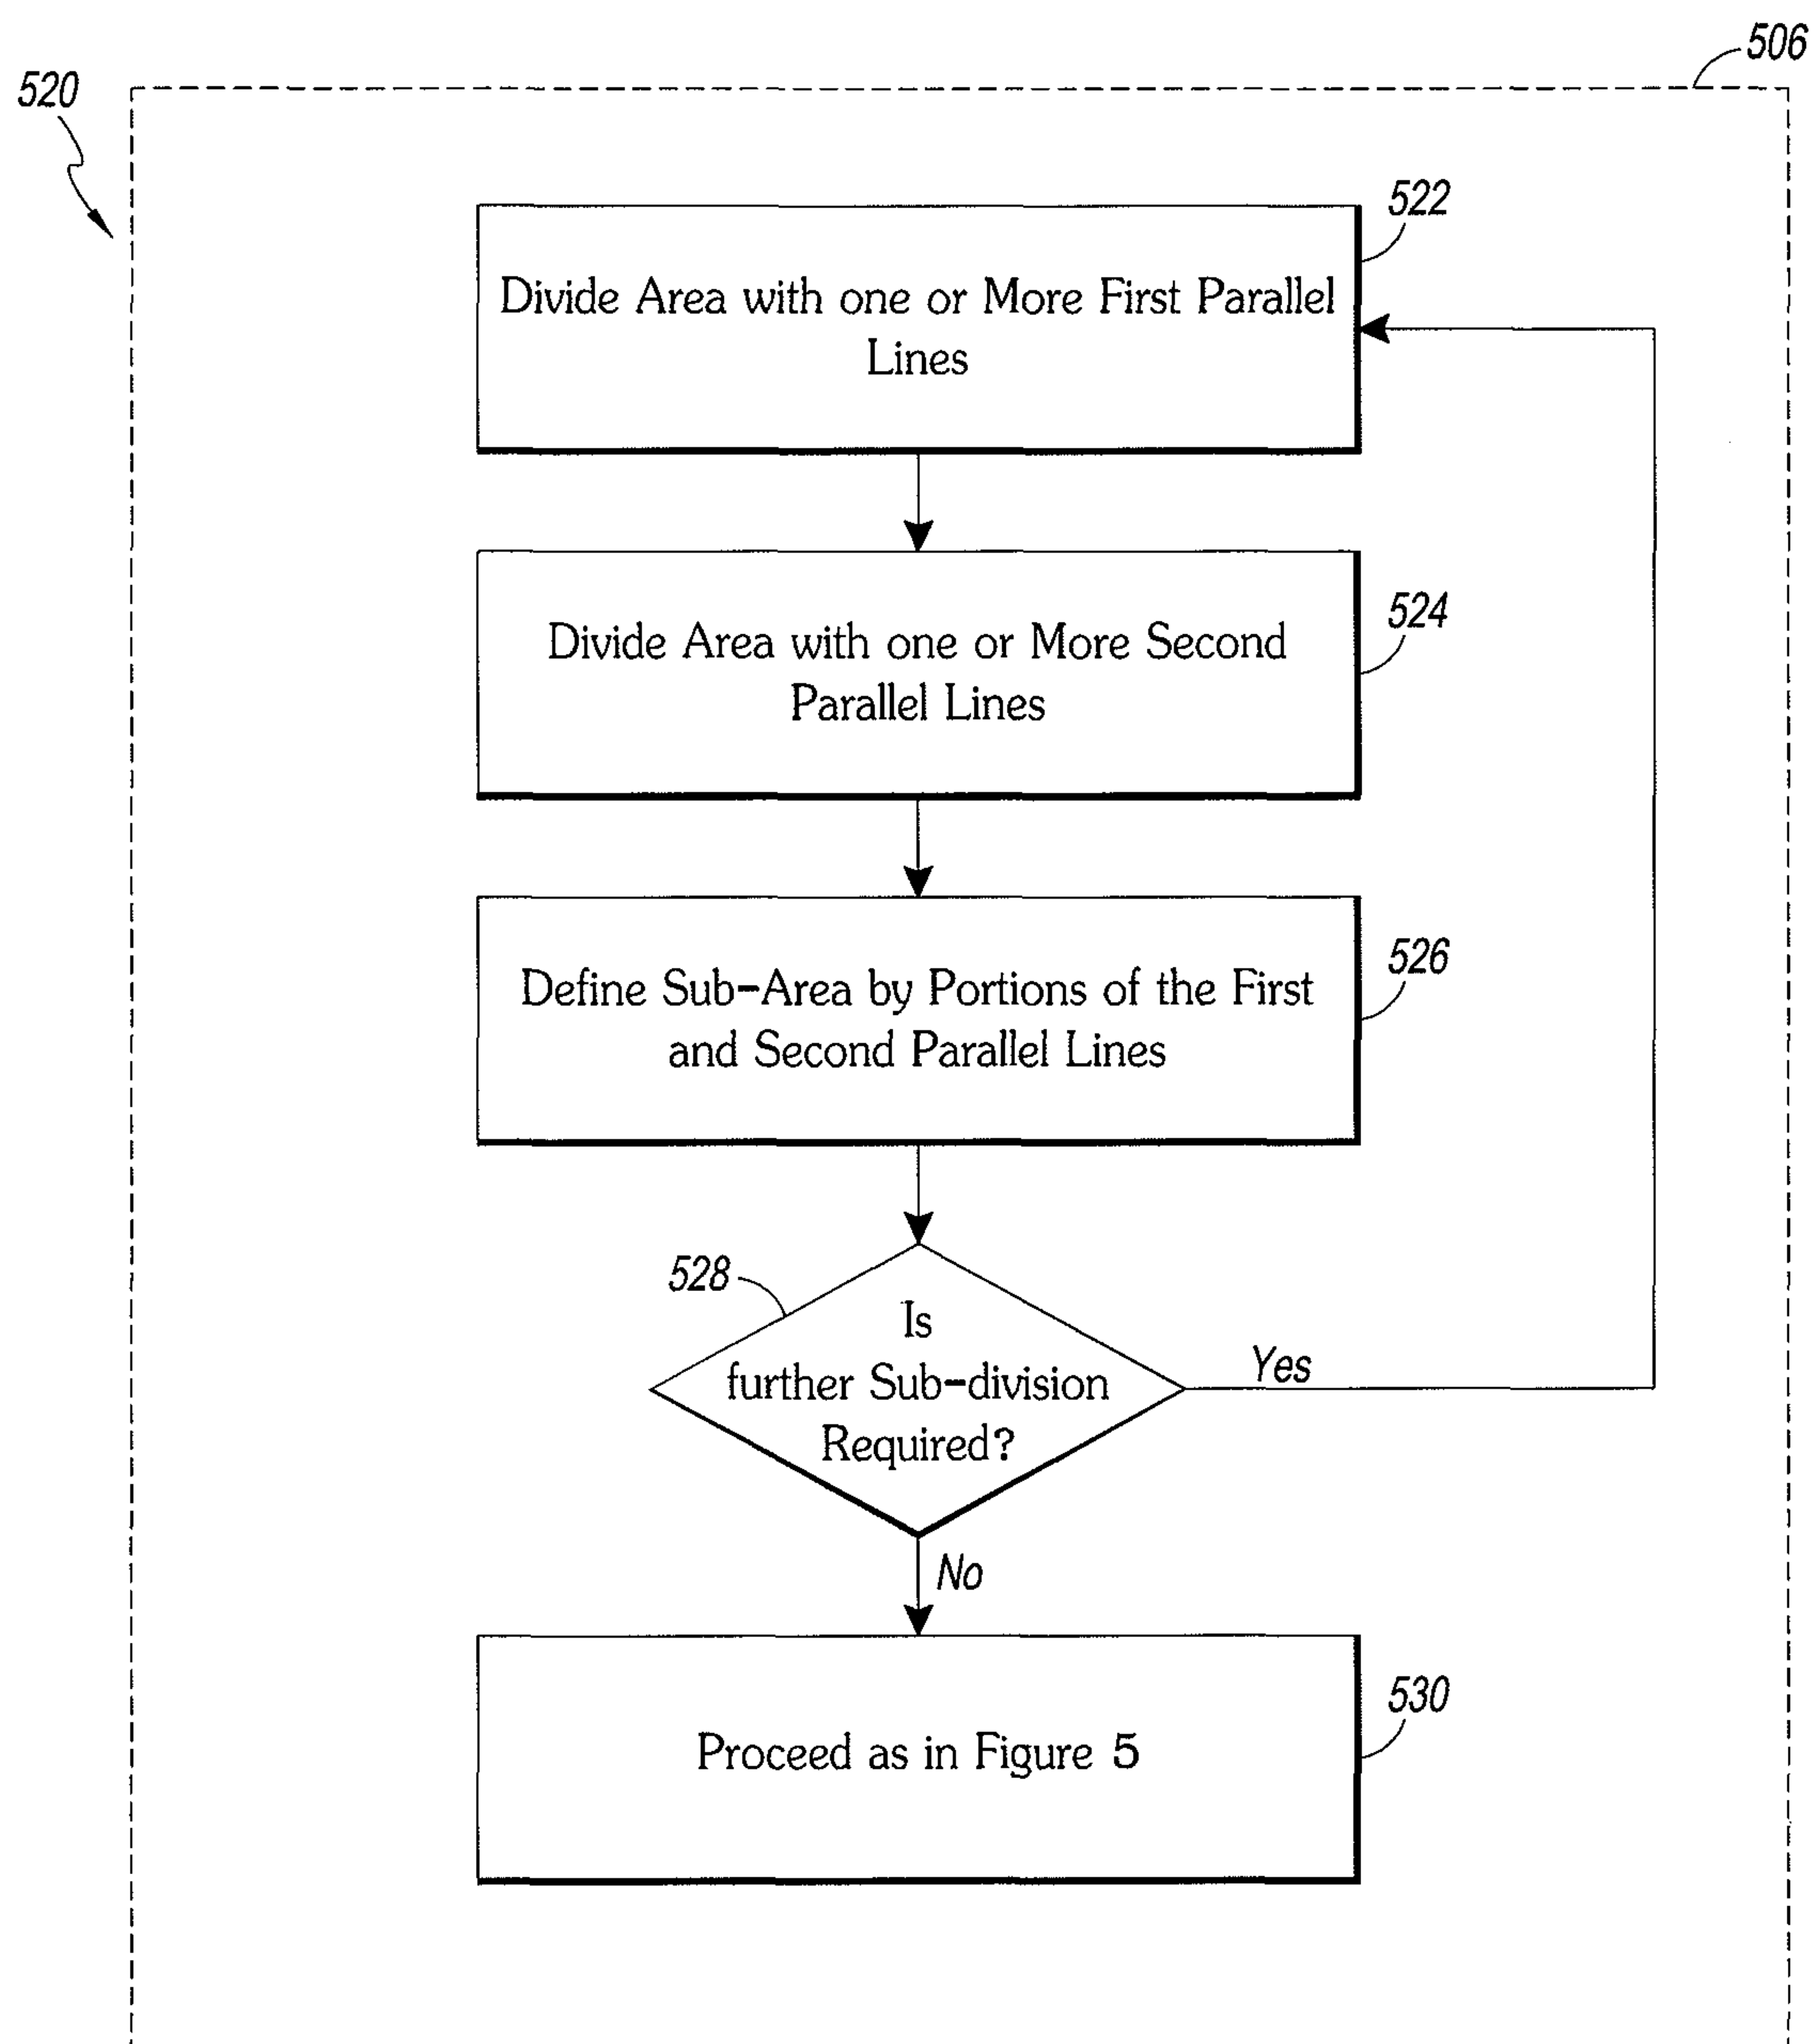 506
520
522
Divide Area with one or More First Parallel
Lines
524
Divide Area with one or More Second
Parallel Lines
526
Define Sub-Area by Portions of the First
and Second Parallel Lines
528
Is
further Sub-division
Required?
Yes
No
530
Proceed as in Figure 5